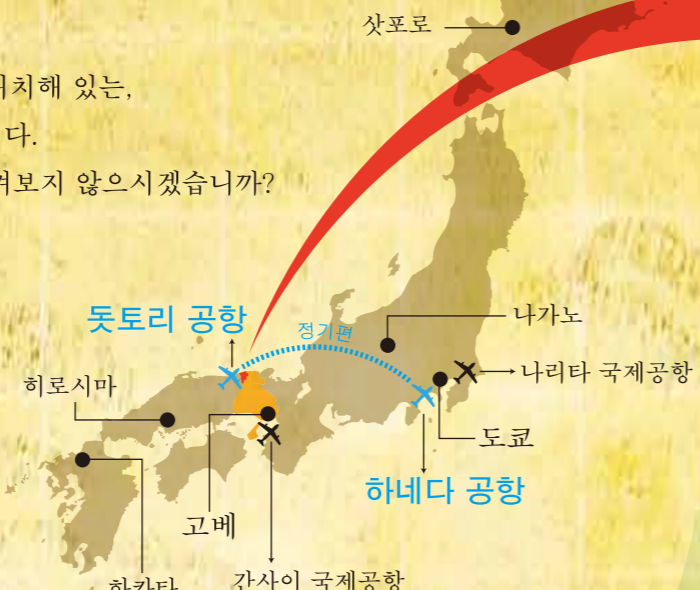 삿포로
위치해 있는,
다.
겨보지 않으시겠습니까?
나가노
돗토리 공항
정기편
나리타 국제공항
히로시마
도쿄
하네다 공항
고베
간사이 국제공항
하카타